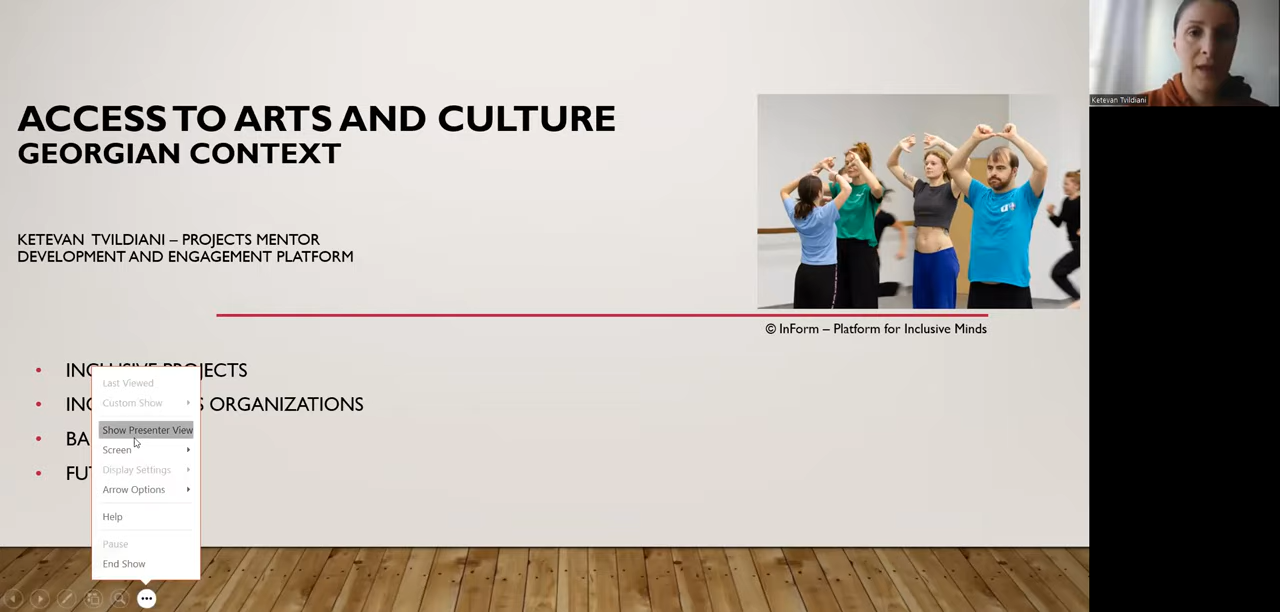 ACCESS TO ARTS AND CULTURE
GEORGIAN CONTEXT
KETEVAN TVILDIANI – PROJECTS MENTOR
DEVELOPMENT AND ENGAGEMENT PLATFORM
© InForm – Platform for Inclusive Minds
• INCLUSIVE PROJECTS
• ORGANIZATIONS
•
•
Last Viewed
Custom Show
Show Presenter View
Screen
Display Settings
Arrow Options
Help
Pause
End Show
Ketevan Tvildiani